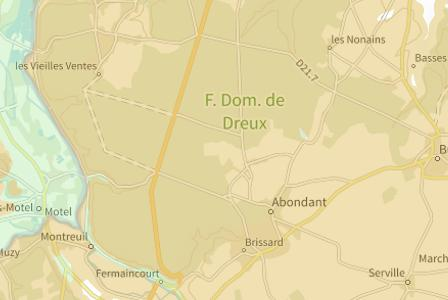 les Nonains
Basses
les Vieilles Ventes
D21.7
F. Dom. de
Dreux
s-Motel
Motel
Abondant
Montreuil
Muzy
Brissard
Fermaincourt
Serville
March